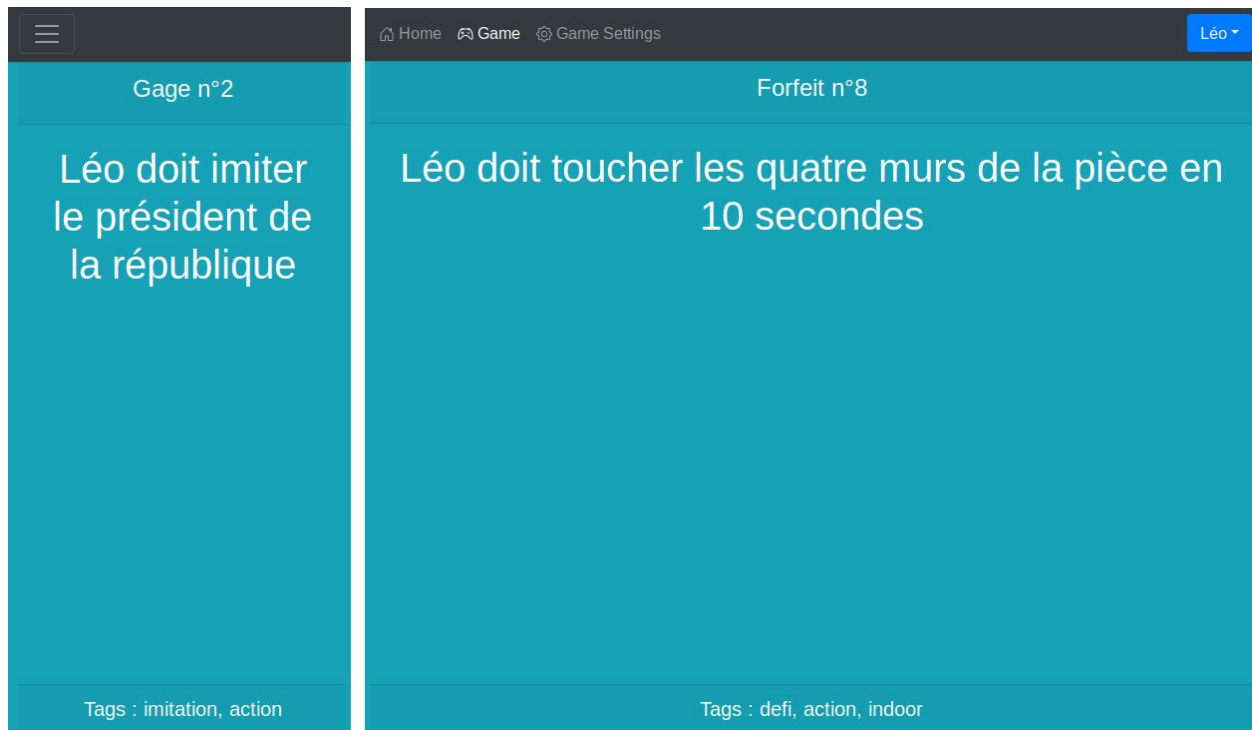 Gage n°2
Léo doit imiter
le président de
la république
Tags : imitation, action
Home Game Game Settings Léo
Forfeit n°8
Léo doit toucher les quatre murs de la pièce en
10 secondes
Tags : defi, action, indoor